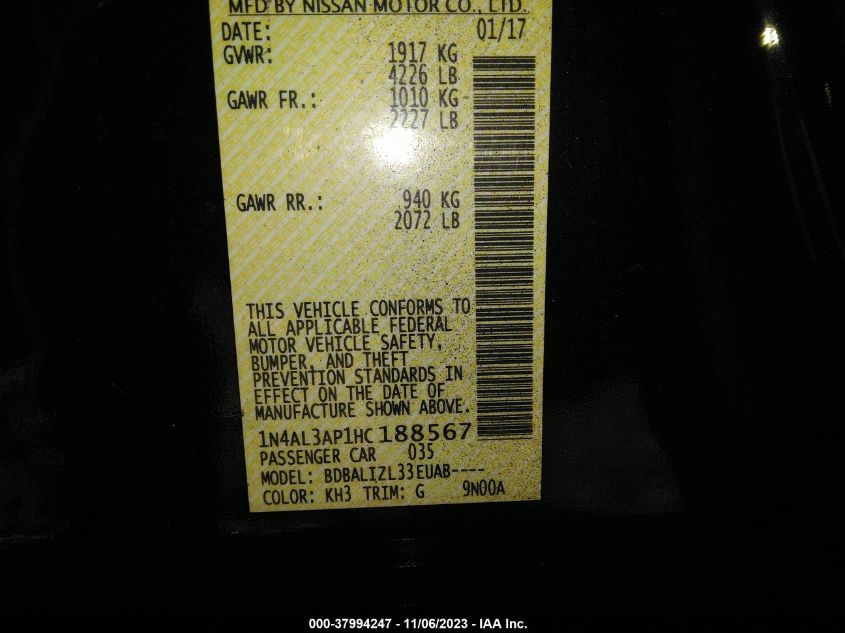 MFD BY NISSAN MOTOR CO., LTD.
DATE: 01/17
GVWR: 1917 KG
4226 LB
GAWR FR.: 1010 KG
2227 LB
GAWR RR.: 940 KG
2072 LB
THIS VEHICLE CONFORMS TO
ALL APPLICABLE FEDERAL
MOTOR VEHICLE SAFETY,
BUMPER, AND THEFT
PREVENTION STANDARDS IN
EFFECT ON THE DATE OF
MANUFACTURE SHOWN ABOVE.
1N4AL3AP1HC188567
PASSENGER CAR 035
MODEL: BDBALIZL33EUAB----
COLOR: KH3 TRIM: G 9N00A
000-37994247 - 11/06/2023 - IAA Inc.